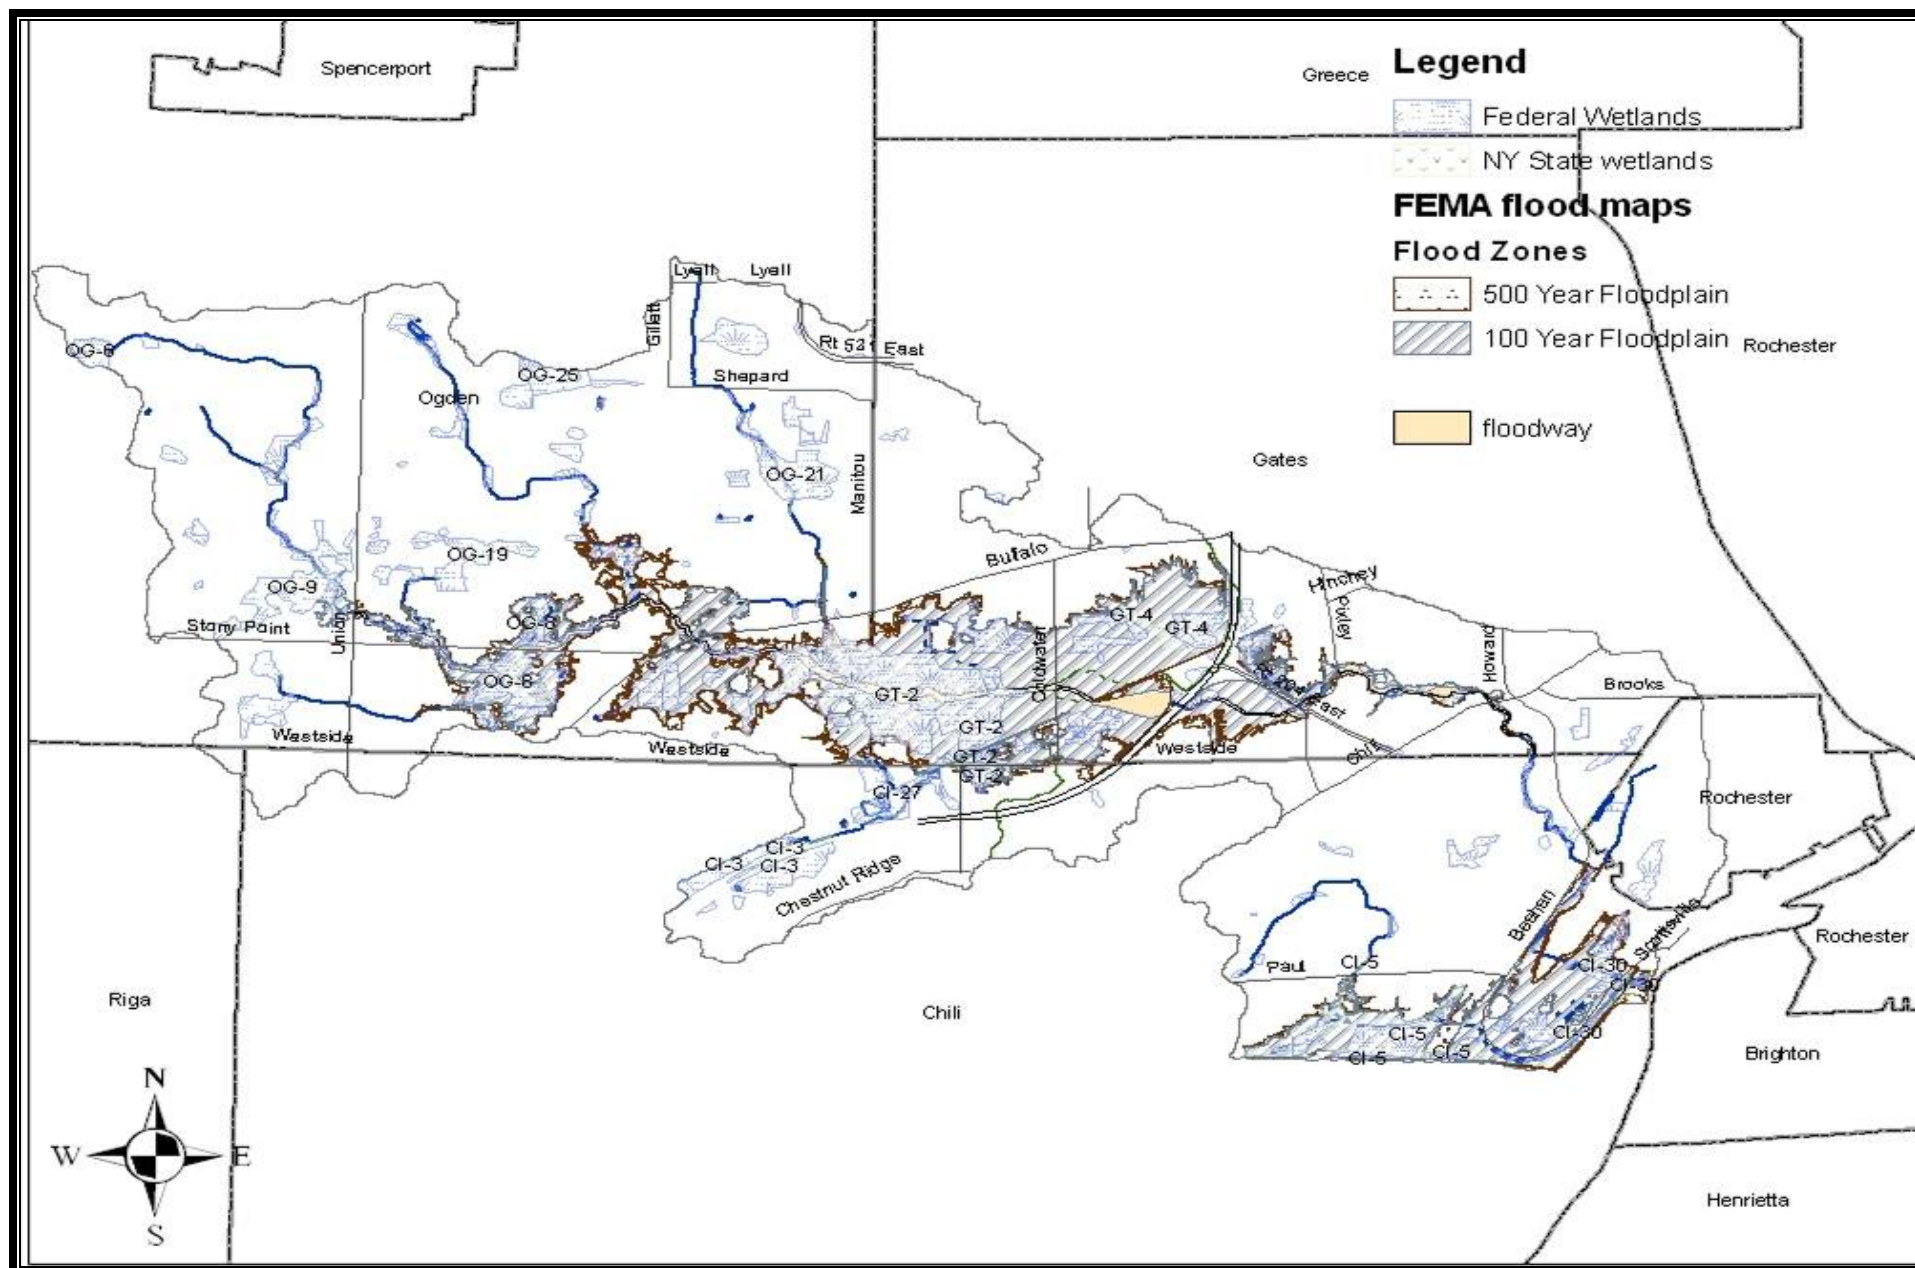 Spencerport
Greece
Legend
Federal Wetlands
NY State wetlands
FEMA flood maps
Flood Zones
500 Year Floodplain
100 Year Floodplain
Rochester
floodway
Lyell
Lyell
Gillett
Rt 531 East
Shepard
OG-6
OG-25
Ogden
Gates
OG-21
Manitou
OG-19
OG-9
Buffalo
Hinchey
Pixley
Howard
Starry Paint
Union
OG-8
GT-4
GT-4
Coldwater
OG-8
GT-2
Rt 204 East
Brooks
GT-2
Westside
Westside
GT-2
Westside
Chili
GT-2
CI-27
Rochester
CI-3
CI-3
CI-3
Chestnut Ridge
Beahan
Scottsville
Rochester
Paul
CI-5
CI-30
CI-30
Riga
Chili
CI-5
CI-30
CI-5
CI-5
Brighton
N
W
E
S
Henrietta